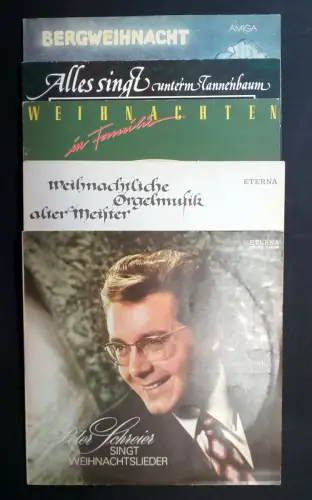 BERGWEIHNACHT
AMIGA
Alles singt unterm Tannenbaum
WEIHNACHTEN
in Familie
Weihnachtliche
Orgelmusik
alter Meister
ETERNA
ETERNA
Peter Schreier
SINGT
WEIHNACHTSLIEDER